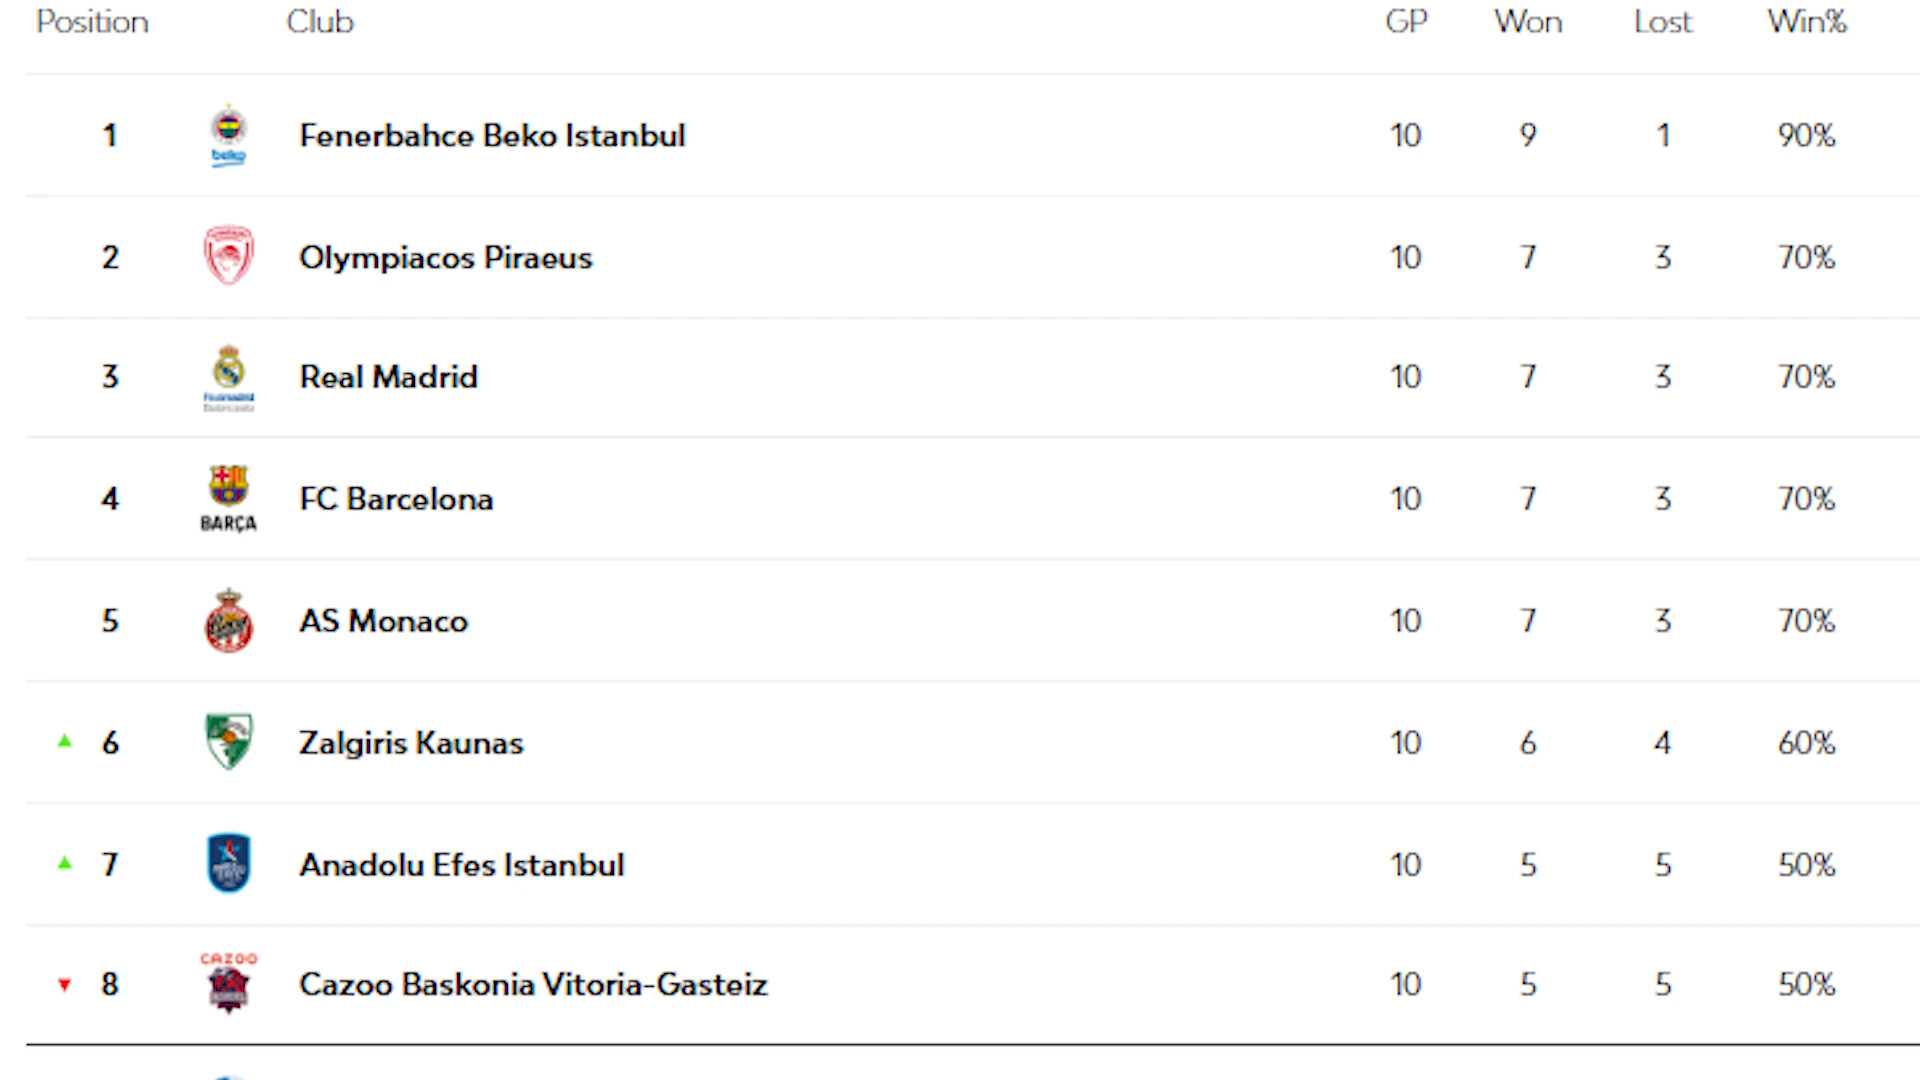 Position Club GP Won Lost Win%
1 beko Fenerbahce Beko Istanbul 10 9 1 90%
2 Olympiacos Piraeus 10 7 3 70%
3 Real Madrid 10 7 3 70%
4 BARÇA FC Barcelona 10 7 3 70%
5 AS Monaco 10 7 3 70%
6 Zalgiris Kaunas 10 6 4 60%
7 Anadolu Efes Istanbul 10 5 5 50%
8 CAZOO Cazoo Baskonia Vitoria-Gasteiz 10 5 5 50%